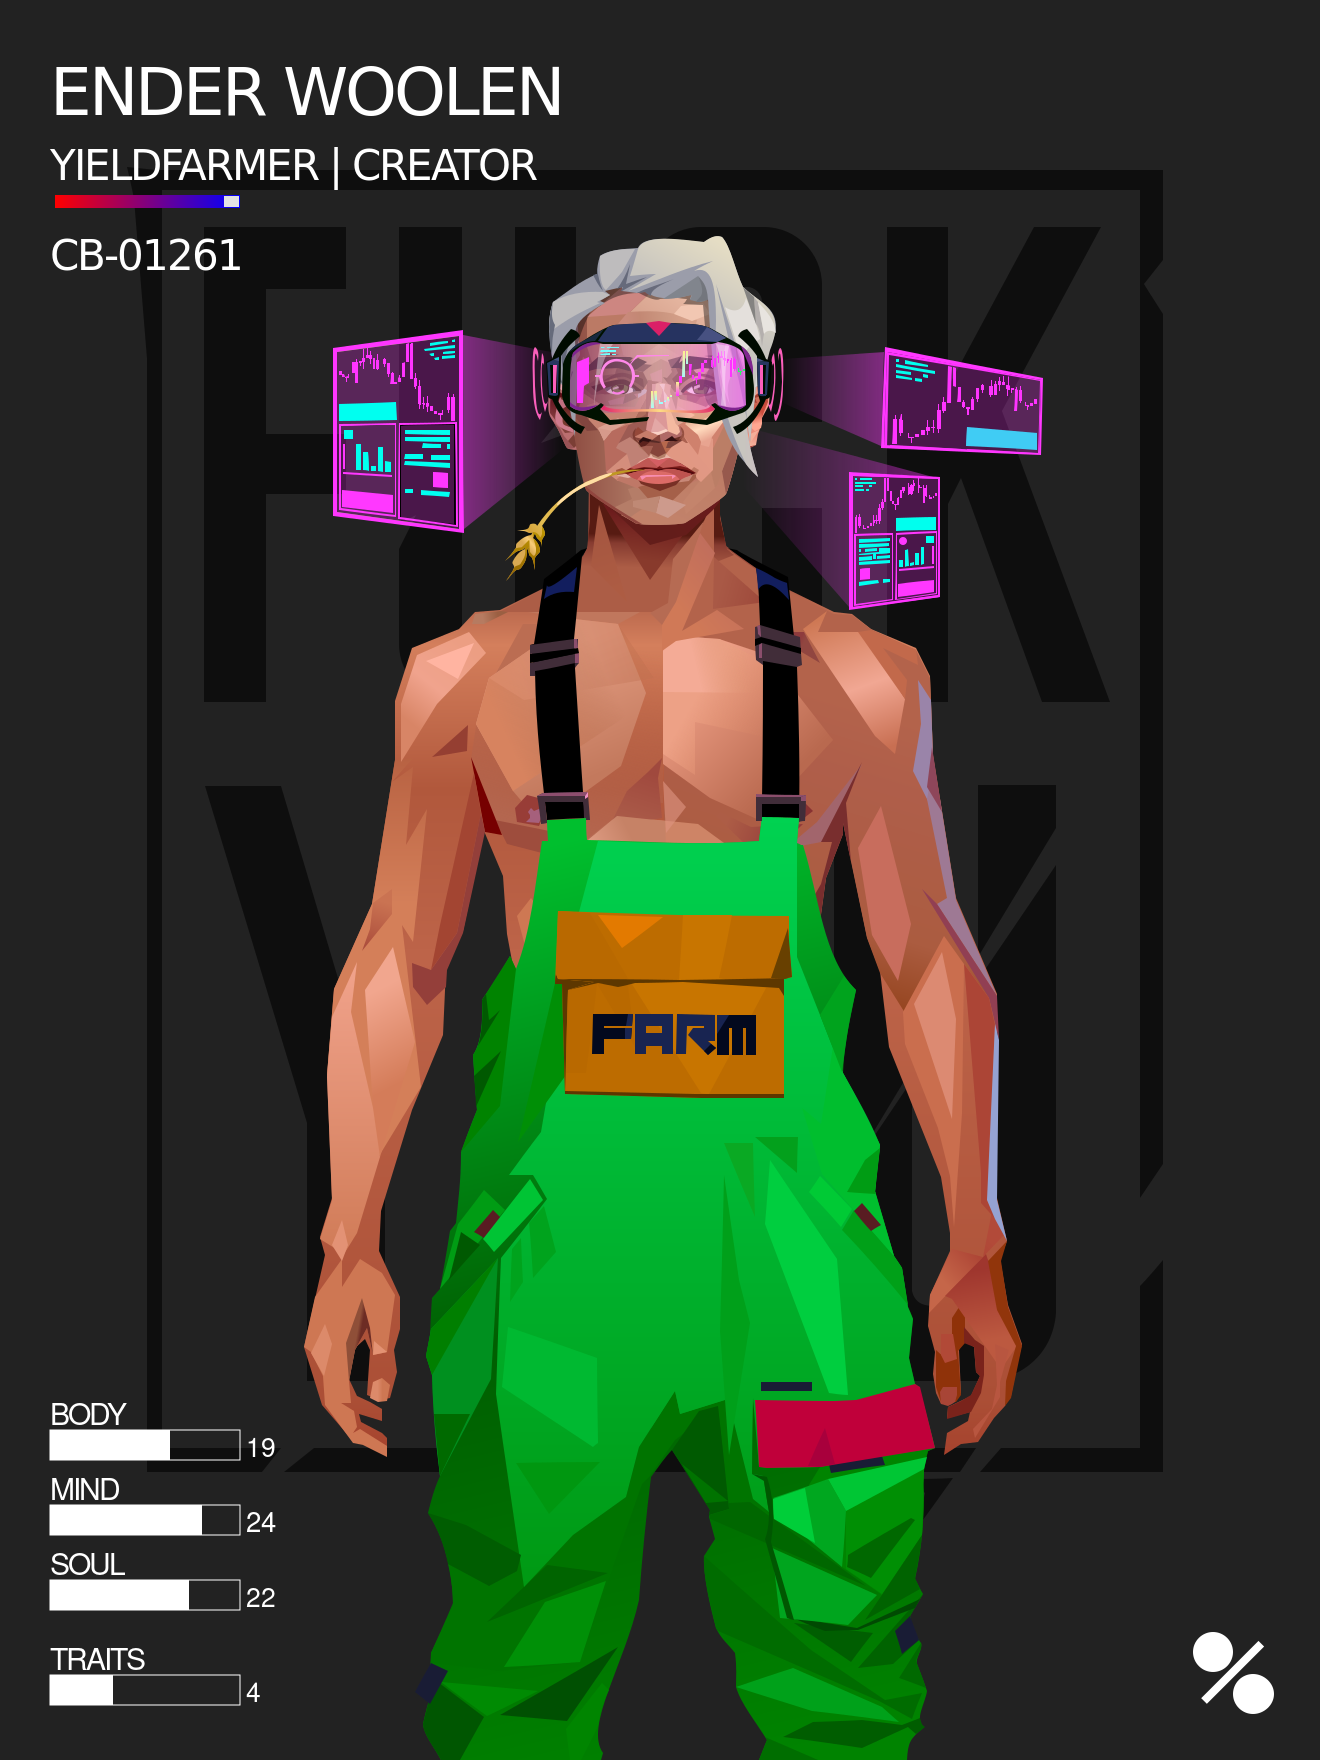 ENDER WOOLEN
YIELDFARMER | CREATOR
CB-01261
FARM
BODY
19
MIND
24
SOUL
22
TRAITS
4